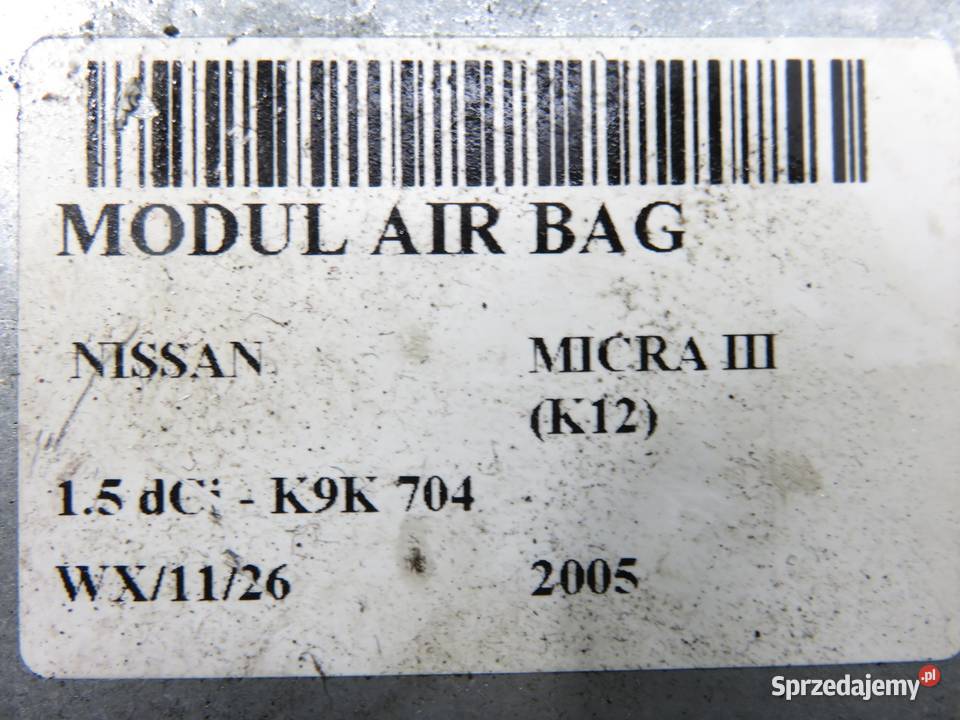 MODUL AIR BAG
NISSAN MICRA III
(K12)
1.5 dCi - K9K 704
WX/11/26 2005
Sprzedajemy.pl